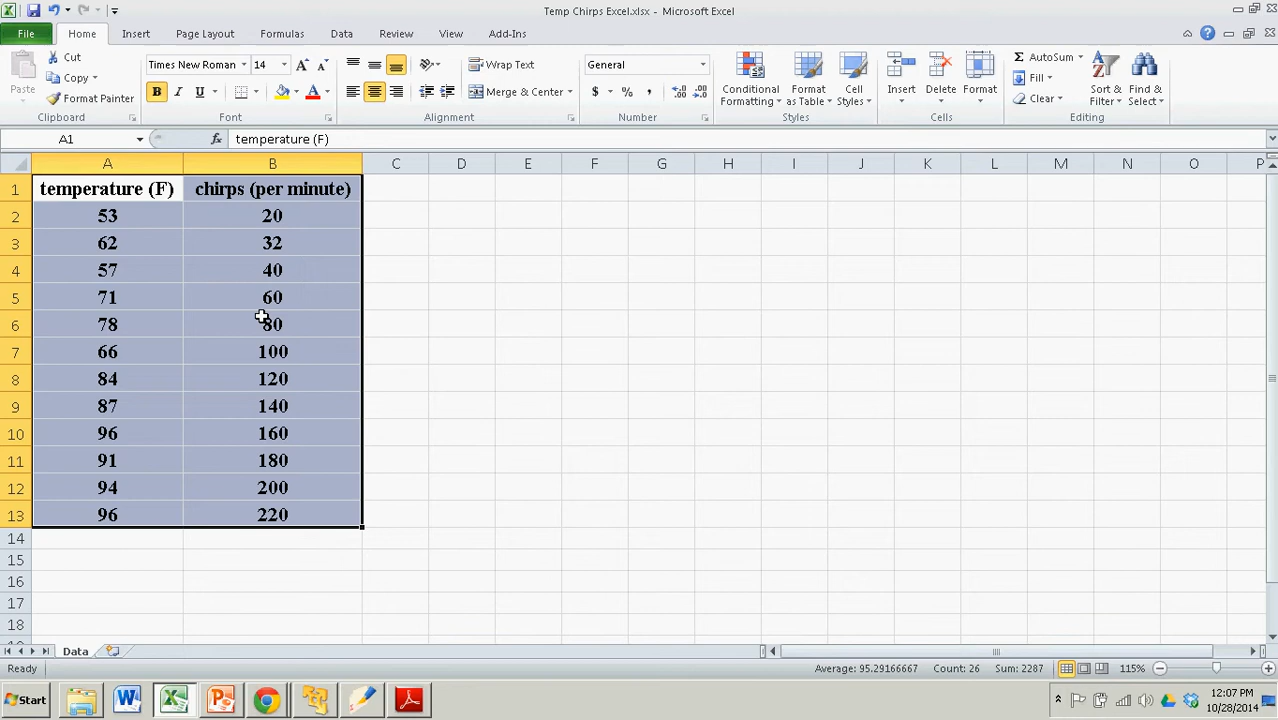 Temp Chirps Excel.xlsx - Microsoft Excel
File Home Insert Page Layout Formulas Data Review View Add-Ins
Paste
Cut
Copy
Format Painter
Clipboard
Times New Roman 14
B I U A A A
Font
Wrap Text
Merge & Center
Alignment
General
$ % ,
Number
Conditional Formatting
Format as Table
Cell Styles
Styles
Insert Delete Format
Cells
Σ AutoSum
Fill
Clear
Sort & Filter
Find & Select
Editing
A1 fx temperature (F)
A B C D E F G H I J K L M N O P
1 temperature (F) chirps (per minute)
2 53 20
3 62 32
4 57 40
5 71 60
6 78 80
7 66 100
8 84 120
9 87 140
10 96 160
11 91 180
12 94 200
13 96 220
14
15
16
17
18
Data
Ready Average: 95.29166667 Count: 26 Sum: 2287 115%
Start 12:07 PM
10/28/2014